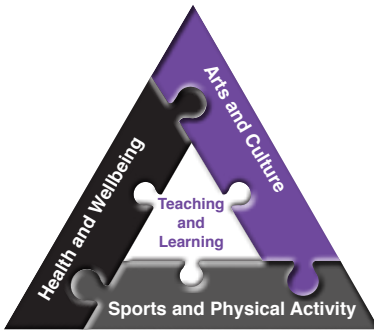 Arts and Culture
Health and Wellbeing
Teaching
and
Learning
Sports and Physical Activity